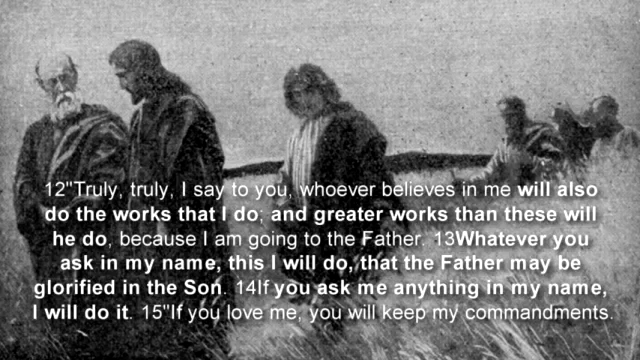 12"Truly, truly, I say to you, whoever believes in me will also
do the works that I do; and greater works than these will
he do, because I am going to the Father. 13Whatever you
ask in my name, this I will do, that the Father may be
glorified in the Son. 14If you ask me anything in my name,
I will do it. 15"If you love me, you will keep my commandments.